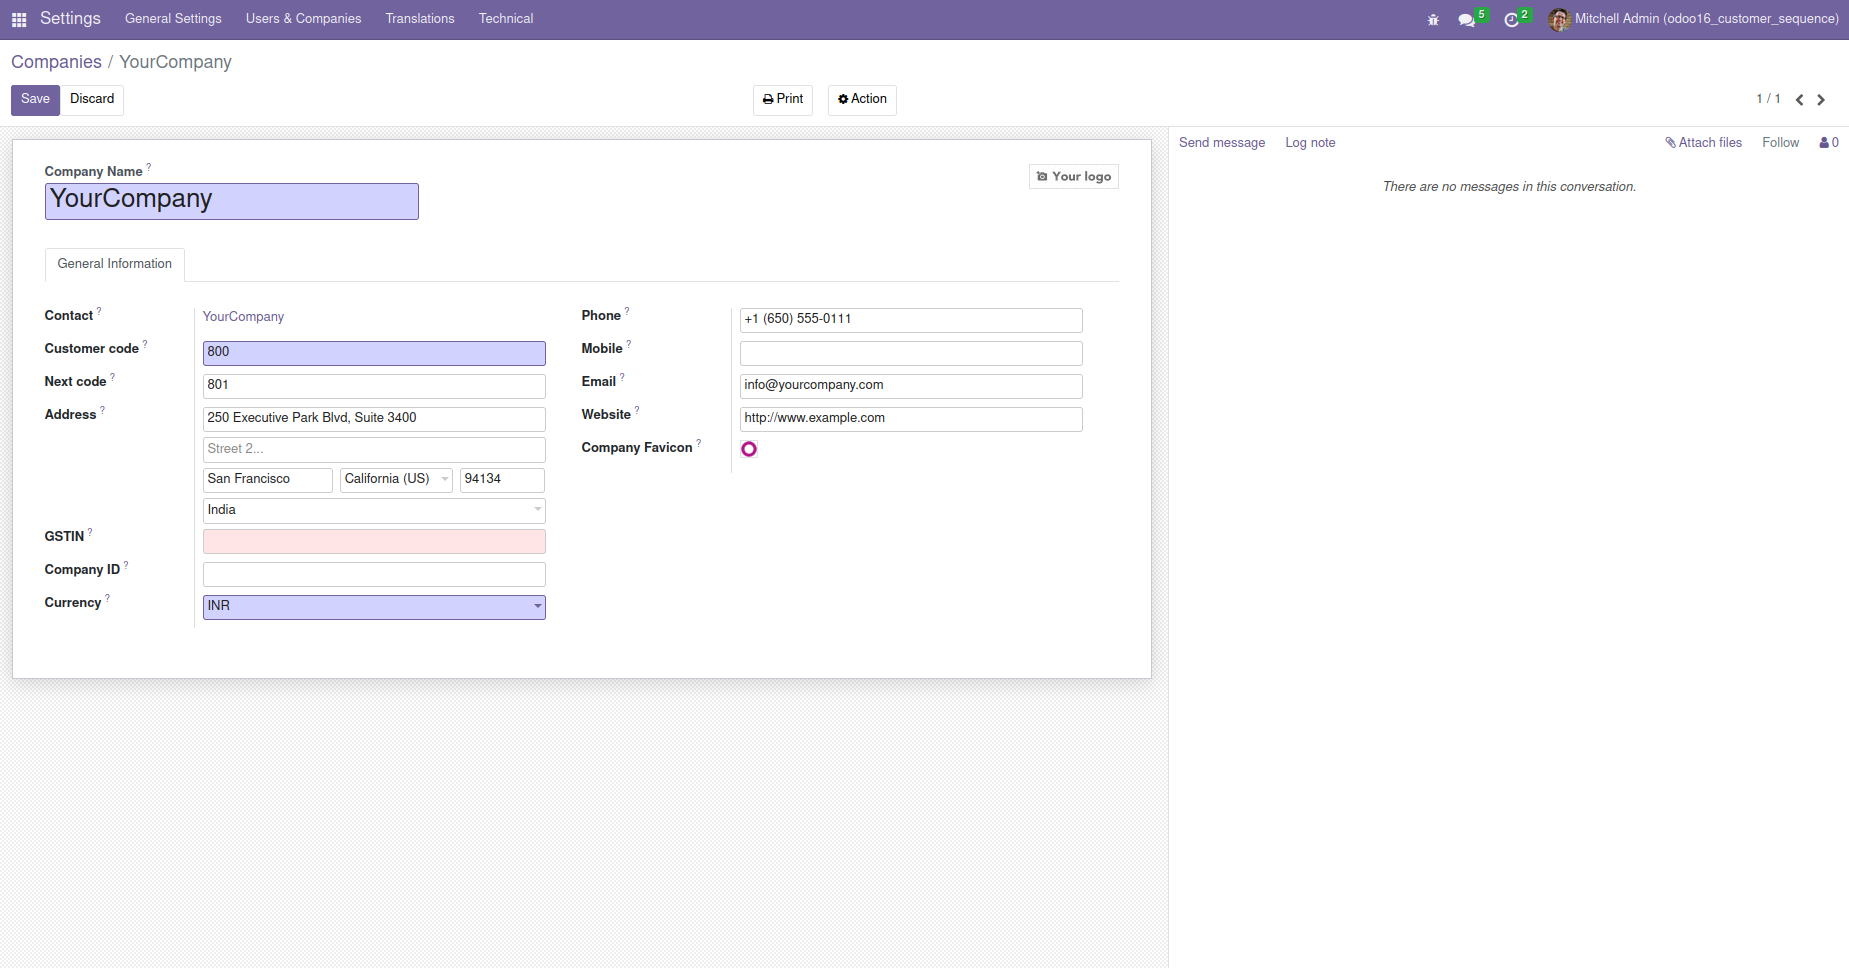 Settings General Settings Users & Companies Translations Technical 5 2 Mitchell Admin (odoo16_customer_sequence)
Companies / YourCompany
Save Discard Print Action 1 / 1
Send message Log note Attach files Follow 0
There are no messages in this conversation.
Company Name ?
YourCompany
Your logo
General Information
Contact ? YourCompany
Customer code ? 800
Next code ? 801
Address ? 250 Executive Park Blvd, Suite 3400
Street 2...
San Francisco California (US) 94134
India
GSTIN ?
Company ID ?
Currency ? INR
Phone ? +1 (650) 555-0111
Mobile ?
Email ? info@yourcompany.com
Website ? http://www.example.com
Company Favicon ?